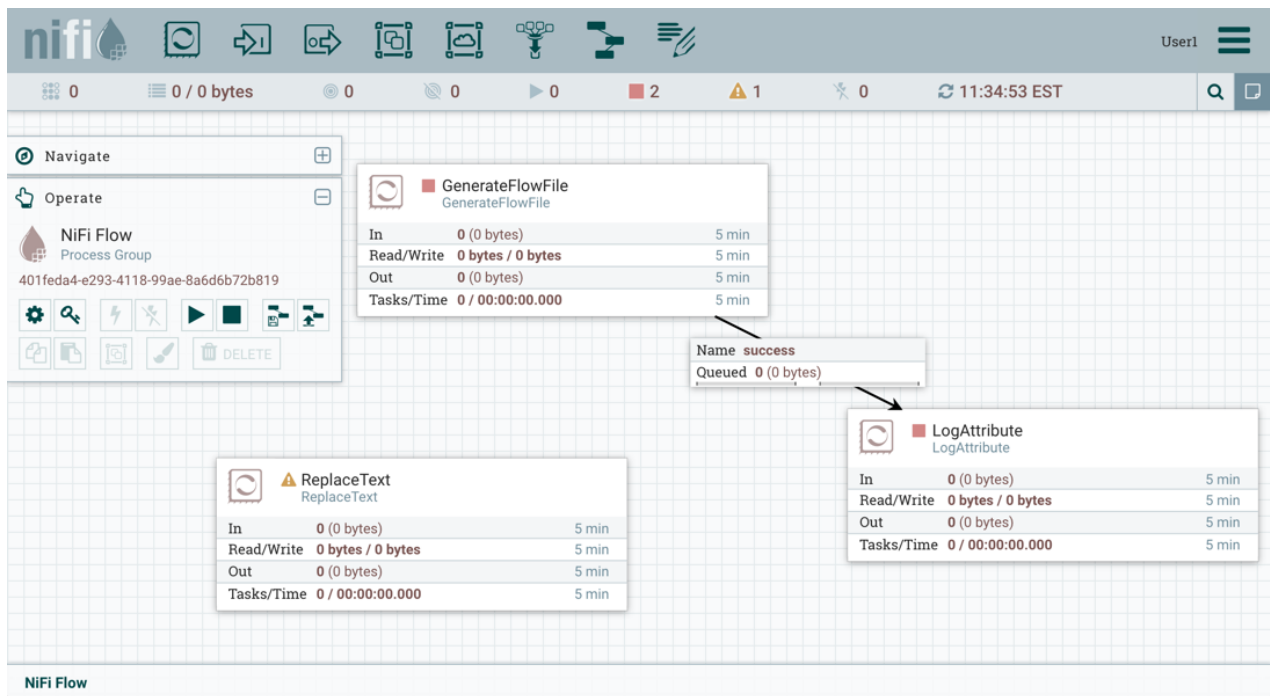 nifi
User1
0
0 / 0 bytes
0
0
0
2
1
0
11:34:53 EST
Navigate
Operate
NiFi Flow
Process Group
401feda4-e293-4118-99ae-8a6d6b72b819
DELETE
GenerateFlowFile
GenerateFlowFile
In 0 (0 bytes) 5 min
Read/Write 0 bytes / 0 bytes 5 min
Out 0 (0 bytes) 5 min
Tasks/Time 0 / 00:00:00.000 5 min
Name success
Queued 0 (0 bytes)
LogAttribute
LogAttribute
In 0 (0 bytes) 5 min
Read/Write 0 bytes / 0 bytes 5 min
Out 0 (0 bytes) 5 min
Tasks/Time 0 / 00:00:00.000 5 min
ReplaceText
ReplaceText
In 0 (0 bytes) 5 min
Read/Write 0 bytes / 0 bytes 5 min
Out 0 (0 bytes) 5 min
Tasks/Time 0 / 00:00:00.000 5 min
NiFi Flow